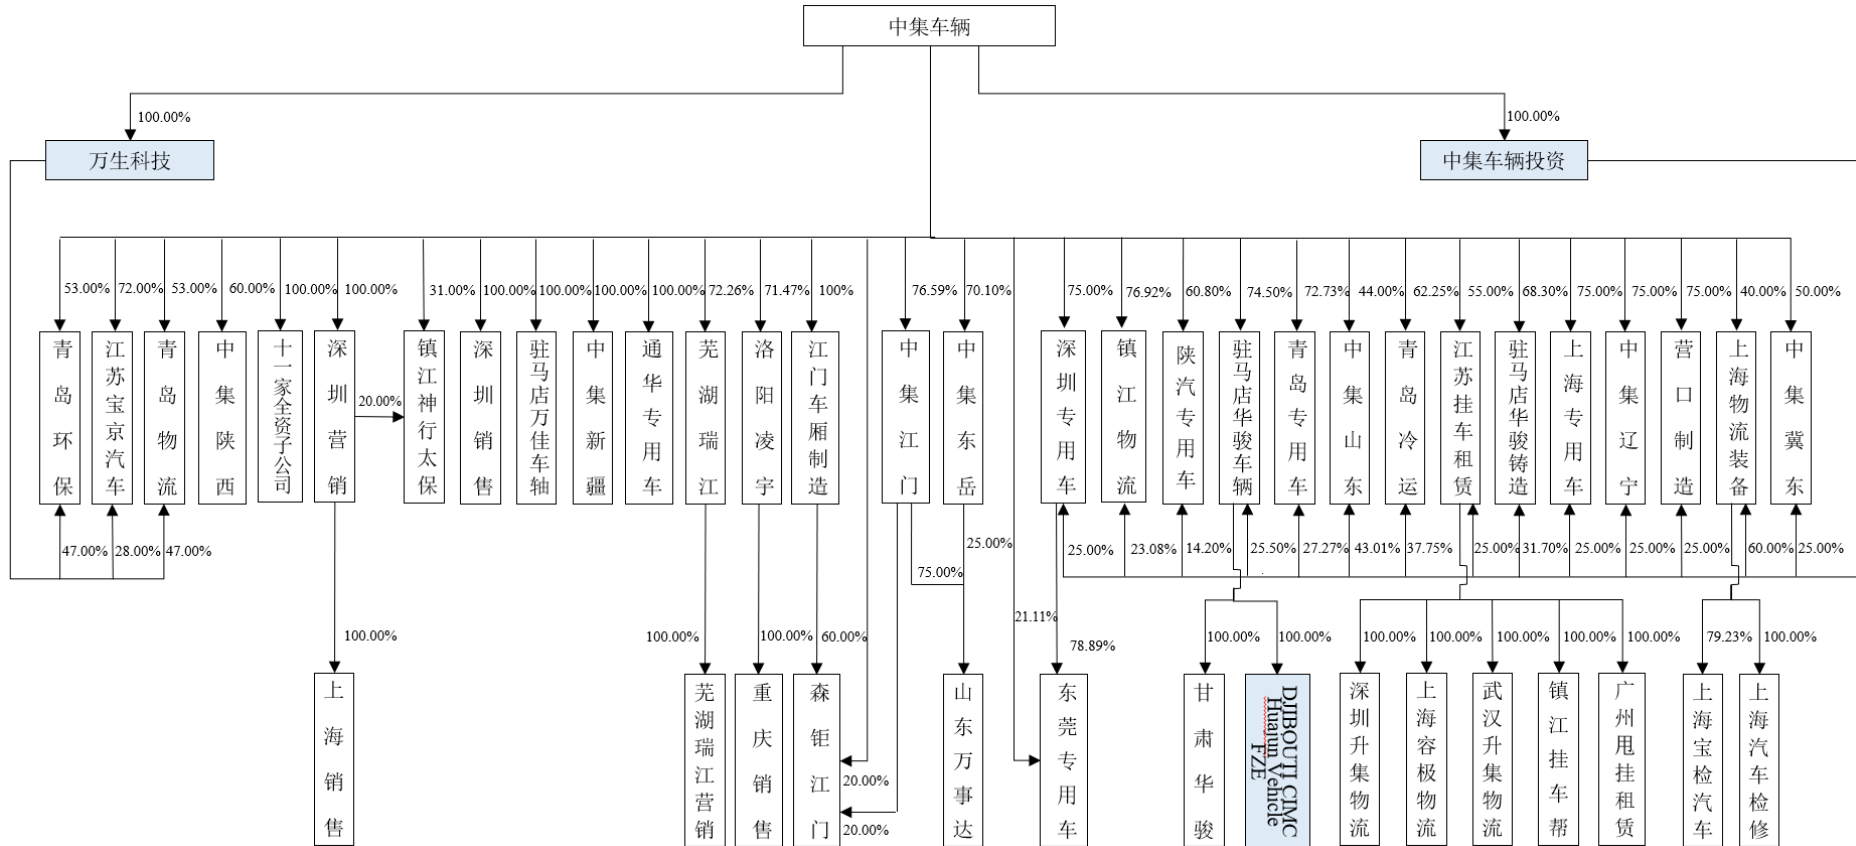 中集车辆
100.00%
100.00%
万生科技
中集车辆投资
53.00%
72.00%
53.00%
60.00%
100.00%
100.00%
31.00%
100.00%
100.00%
100.00%
100.00%
72.26%
71.47%
100%
76.59%
70.10%
75.00%
76.92%
60.80%
74.50%
72.73%
44.00%
62.25%
55.00%
68.30%
75.00%
75.00%
75.00%
40.00%
50.00%
青岛环保
江苏宝京汽车
青岛物流
中集陕西
十一家全资子公司
深圳营销
20.00%
镇江神行太保
深圳销售
驻马店万佳车轴
中集新疆
通华专用车
芜湖瑞江
洛阳凌宇
江门车厢制造
中集江门
中集东岳
深圳专用车
镇江物流
陕汽专用车
驻马店华骏车辆
青岛专用车
中集山东
青岛冷运
江苏挂车租赁
驻马店华骏铸造
上海专用车
中集辽宁
营口制造
上海物流装备
中集冀东
47.00%
28.00%
47.00%
75.00%
25.00%
25.00%
23.08%
14.20%
25.50%
27.27%
43.01%
37.75%
25.00%
31.70%
25.00%
25.00%
25.00%
60.00%
25.00%
100.00%
100.00%
100.00%
60.00%
21.11%
78.89%
100.00%
100.00%
100.00%
100.00%
100.00%
100.00%
100.00%
79.23%
100.00%
上海销售
芜湖瑞江营销
重庆销售
森钜江门
20.00%
20.00%
山东万事达
东莞专用车
甘肃华骏
DJIBOUTI CIMC
Huajun Vehicle
FZE
深圳升集物流
上海容极物流
武汉升集物流
镇江挂车帮
广州甩挂租赁
上海宝检汽车
上海汽车检修